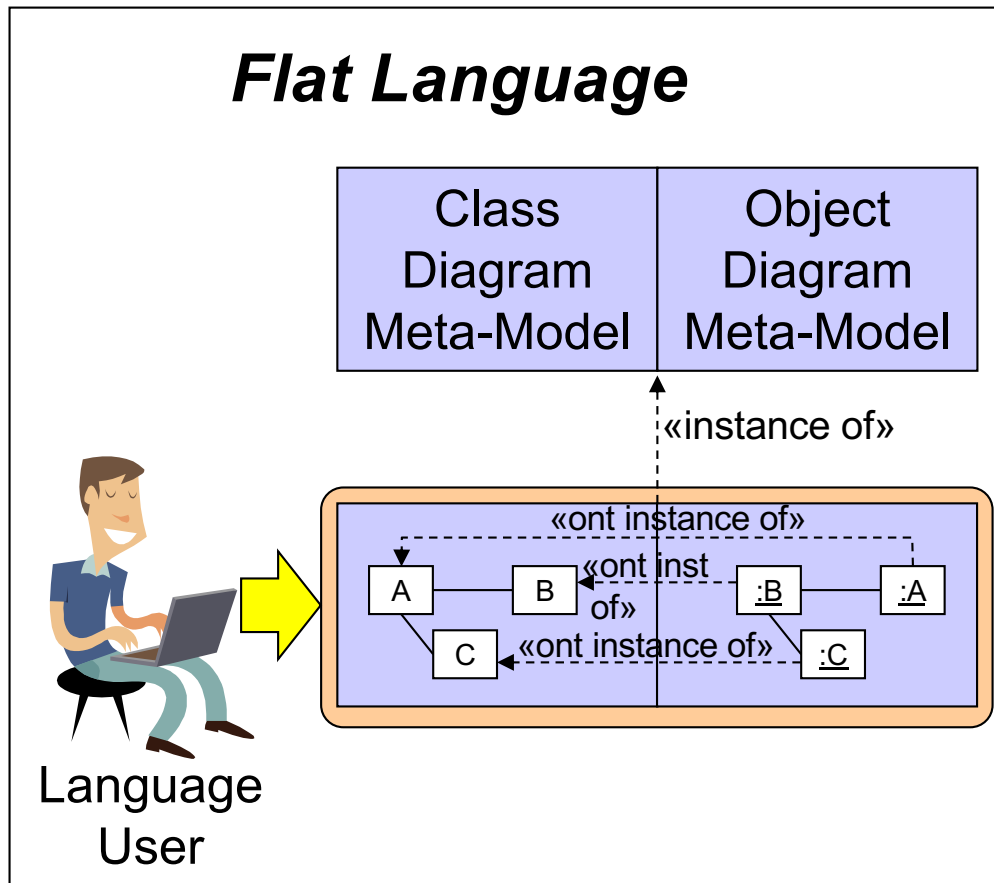 Flat Language
Class
Diagram
Meta-Model
Object
Diagram
Meta-Model
«instance of»
«ont instance of»
«ont inst
of»
A
B
:B
:A
C
«ont instance of»
:C
Language
User